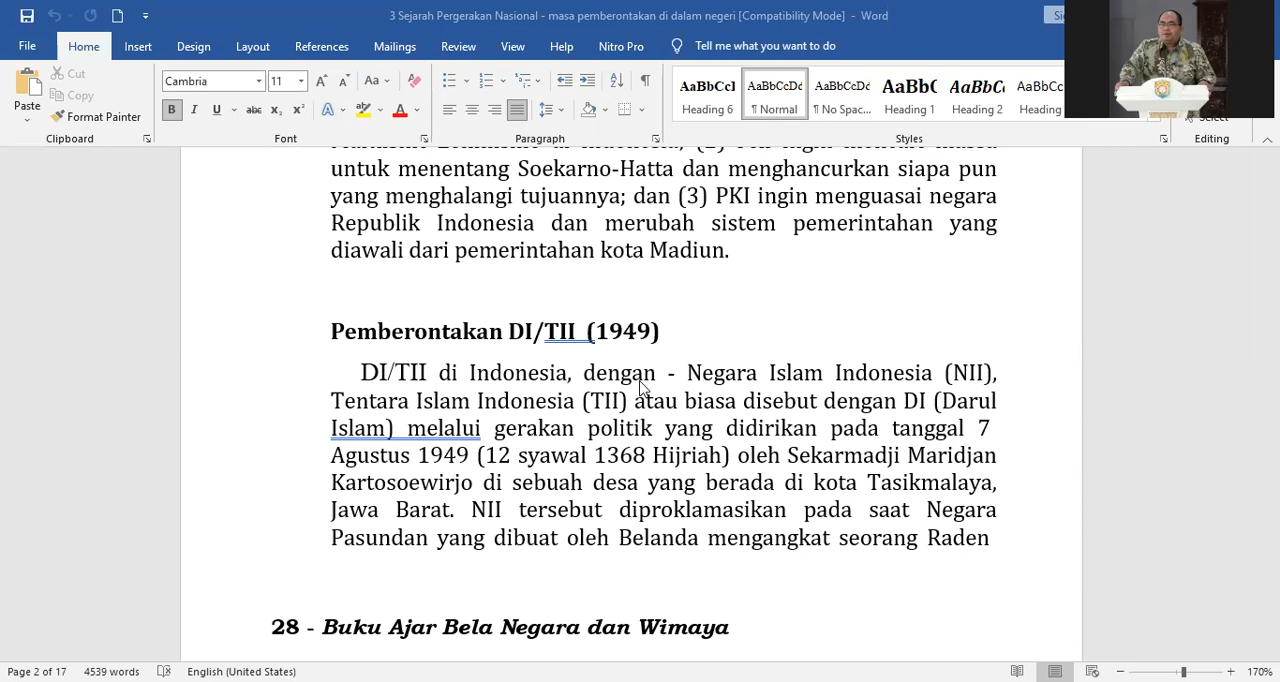 3 Sejarah Pergerakan Nasional - masa pemberontakan di dalam negeri [Compatibility Mode] - Word
File Home Insert Design Layout References Mailings Review View Help Nitro Pro Tell me what you want to do
Paste
Cut
Copy
Format Painter
Clipboard
Cambria 11
Font
Paragraph
AaBbCcI AaBbCcDd AaBbCcDd AaBbC AaBbC AaBbCc
Heading 6 ¶ Normal ¶ No Spac... Heading 1 Heading 2 Heading
Styles
Select
Editing
untuk menentang Soekarno-Hatta dan menghancurkan siapa pun
yang menghalangi tujuannya; dan (3) PKI ingin menguasai negara
Republik Indonesia dan merubah sistem pemerintahan yang
diawali dari pemerintahan kota Madiun.
Pemberontakan DI/TII (1949)
DI/TII di Indonesia, dengan - Negara Islam Indonesia (NII),
Tentara Islam Indonesia (TII) atau biasa disebut dengan DI (Darul
Islam) melalui gerakan politik yang didirikan pada tanggal 7
Agustus 1949 (12 syawal 1368 Hijriah) oleh Sekarmadji Maridjan
Kartosoewirjo di sebuah desa yang berada di kota Tasikmalaya,
Jawa Barat. NII tersebut diproklamasikan pada saat Negara
Pasundan yang dibuat oleh Belanda mengangkat seorang Raden
28 - Buku Ajar Bela Negara dan Wimaya
Page 2 of 17 4539 words English (United States) 170%